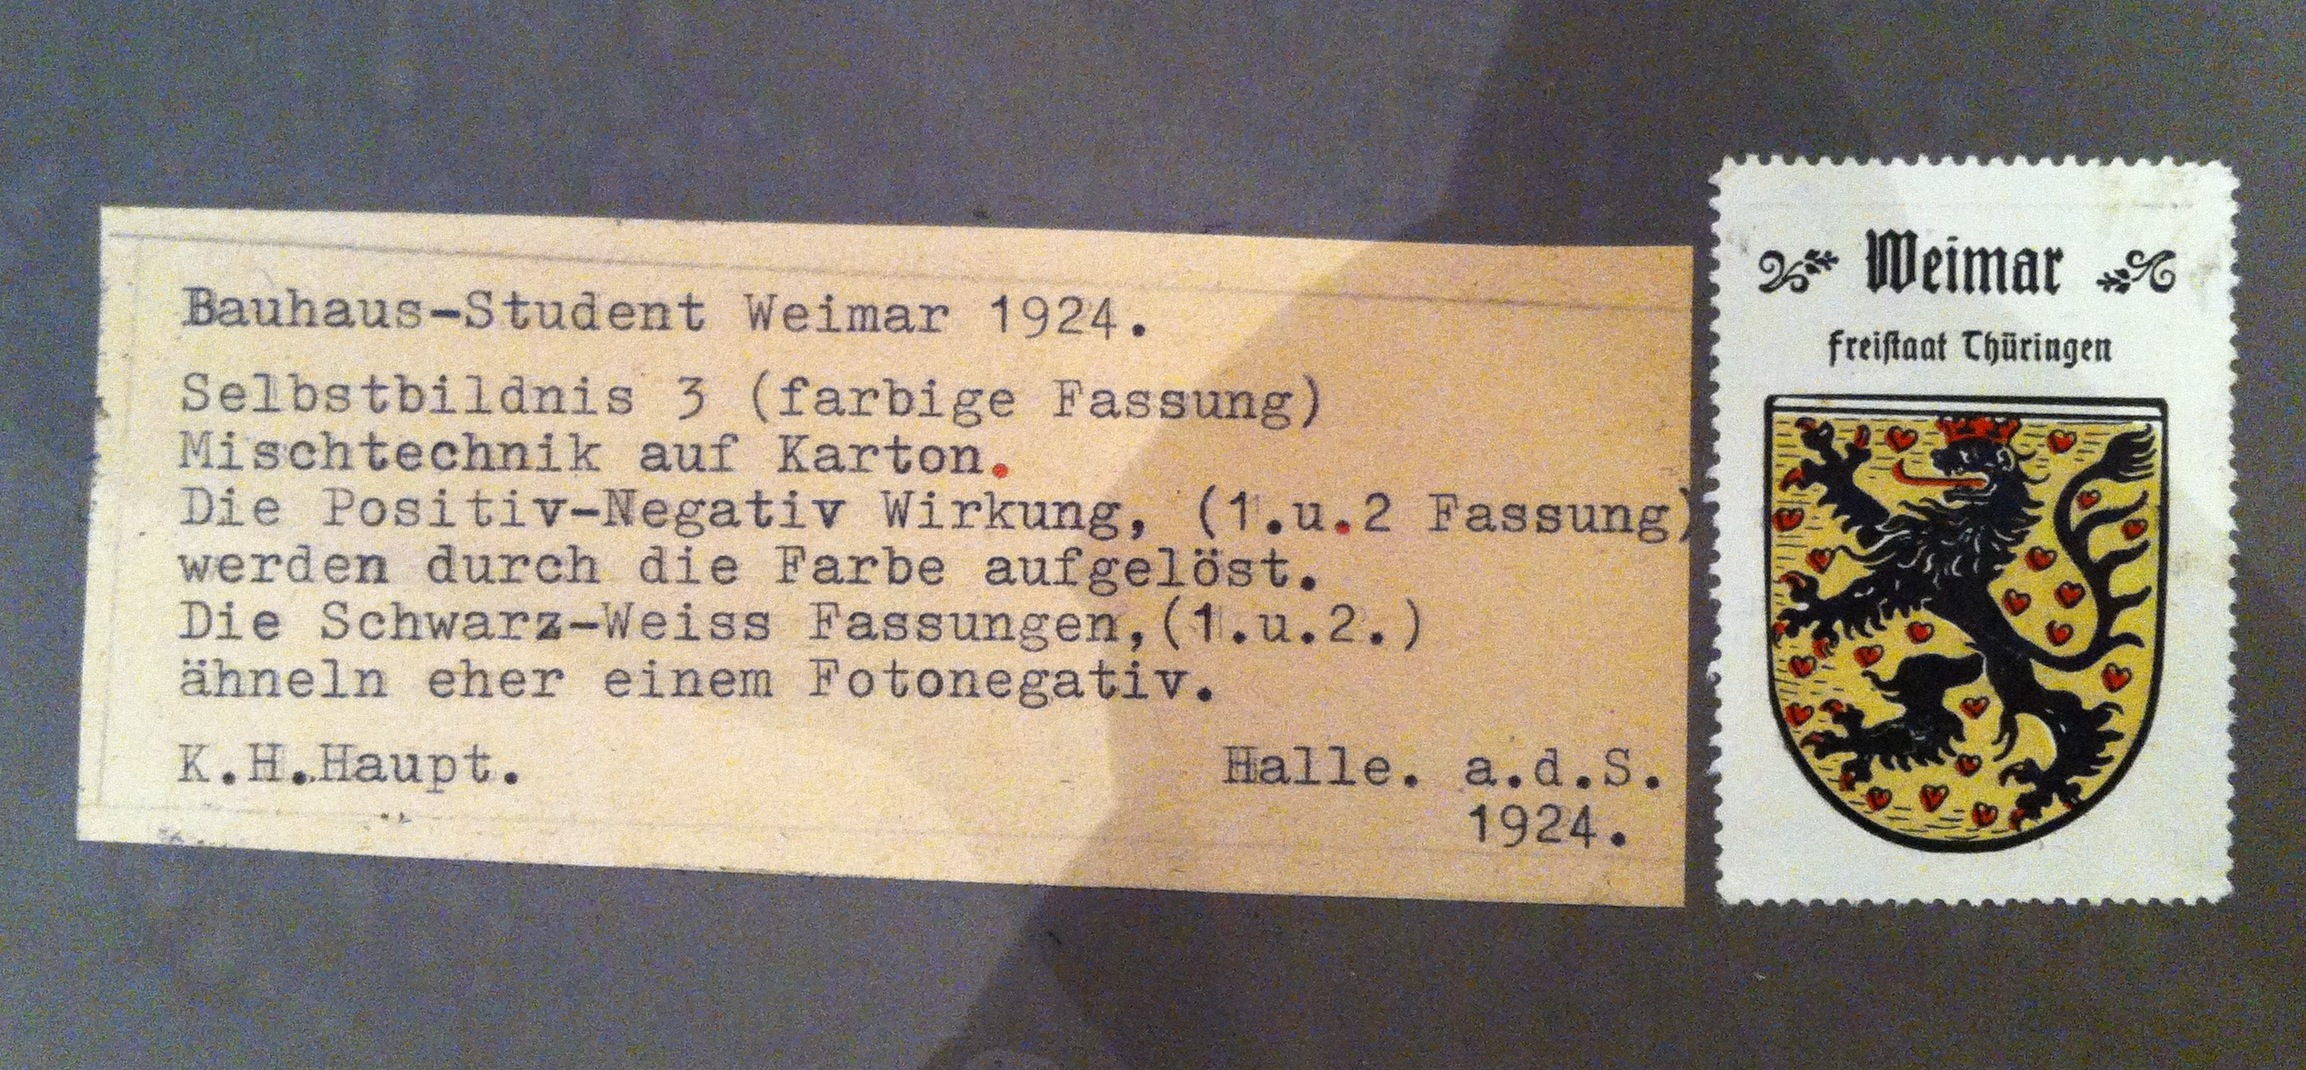 Bauhaus-Student Weimar 1924.
Selbstbildnis 3 (farbige Fassung)
Mischtechnik auf Karton.
Die Positiv-Negativ Wirkung, (1.u.2 Fassung)
werden durch die Farbe aufgelöst.
Die Schwarz-Weiss Fassungen,(1.u.2.)
ähneln eher einem Fotonegativ.
K.H.Haupt.
Halle. a.d.S.
1924.
Weimar
Freiſtaat Thüringen